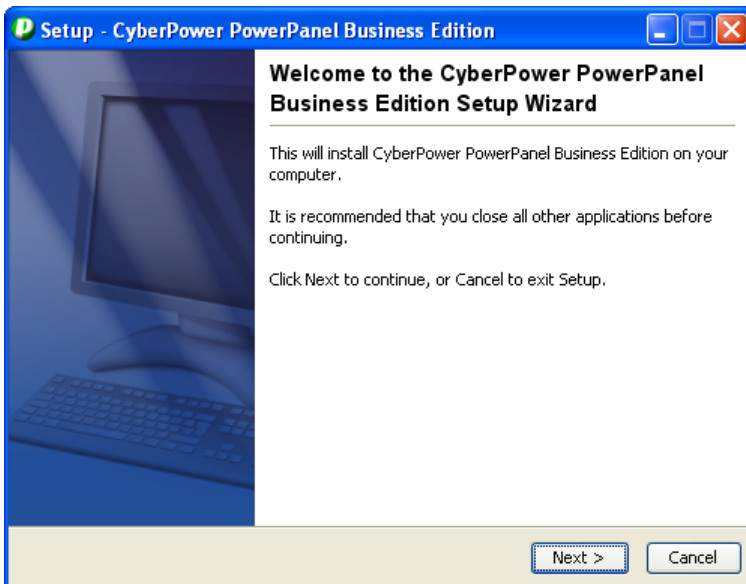 Setup - CyberPower PowerPanel Business Edition
Welcome to the CyberPower PowerPanel
Business Edition Setup Wizard
This will install CyberPower PowerPanel Business Edition on your
computer.
It is recommended that you close all other applications before
continuing.
Click Next to continue, or Cancel to exit Setup.
Next >
Cancel